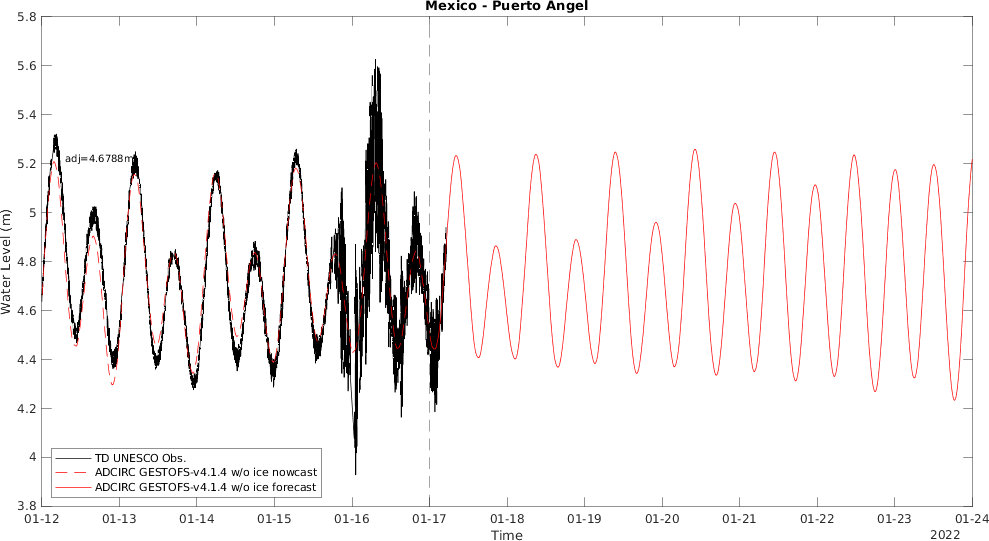 Mexico - Puerto Angel
5.8
5.6
5.4
5.2
5
4.8
4.6
4.4
4.2
4
3.8
Water Level (m)
adj=4.6788m
TD UNESCO Obs.
ADCIRC GESTOFS-v4.1.4 w/o ice nowcast
ADCIRC GESTOFS-v4.1.4 w/o ice forecast
01-12 01-13 01-14 01-15 01-16 01-17 01-18 01-19 01-20 01-21 01-22 01-23 01-24
Time
2022